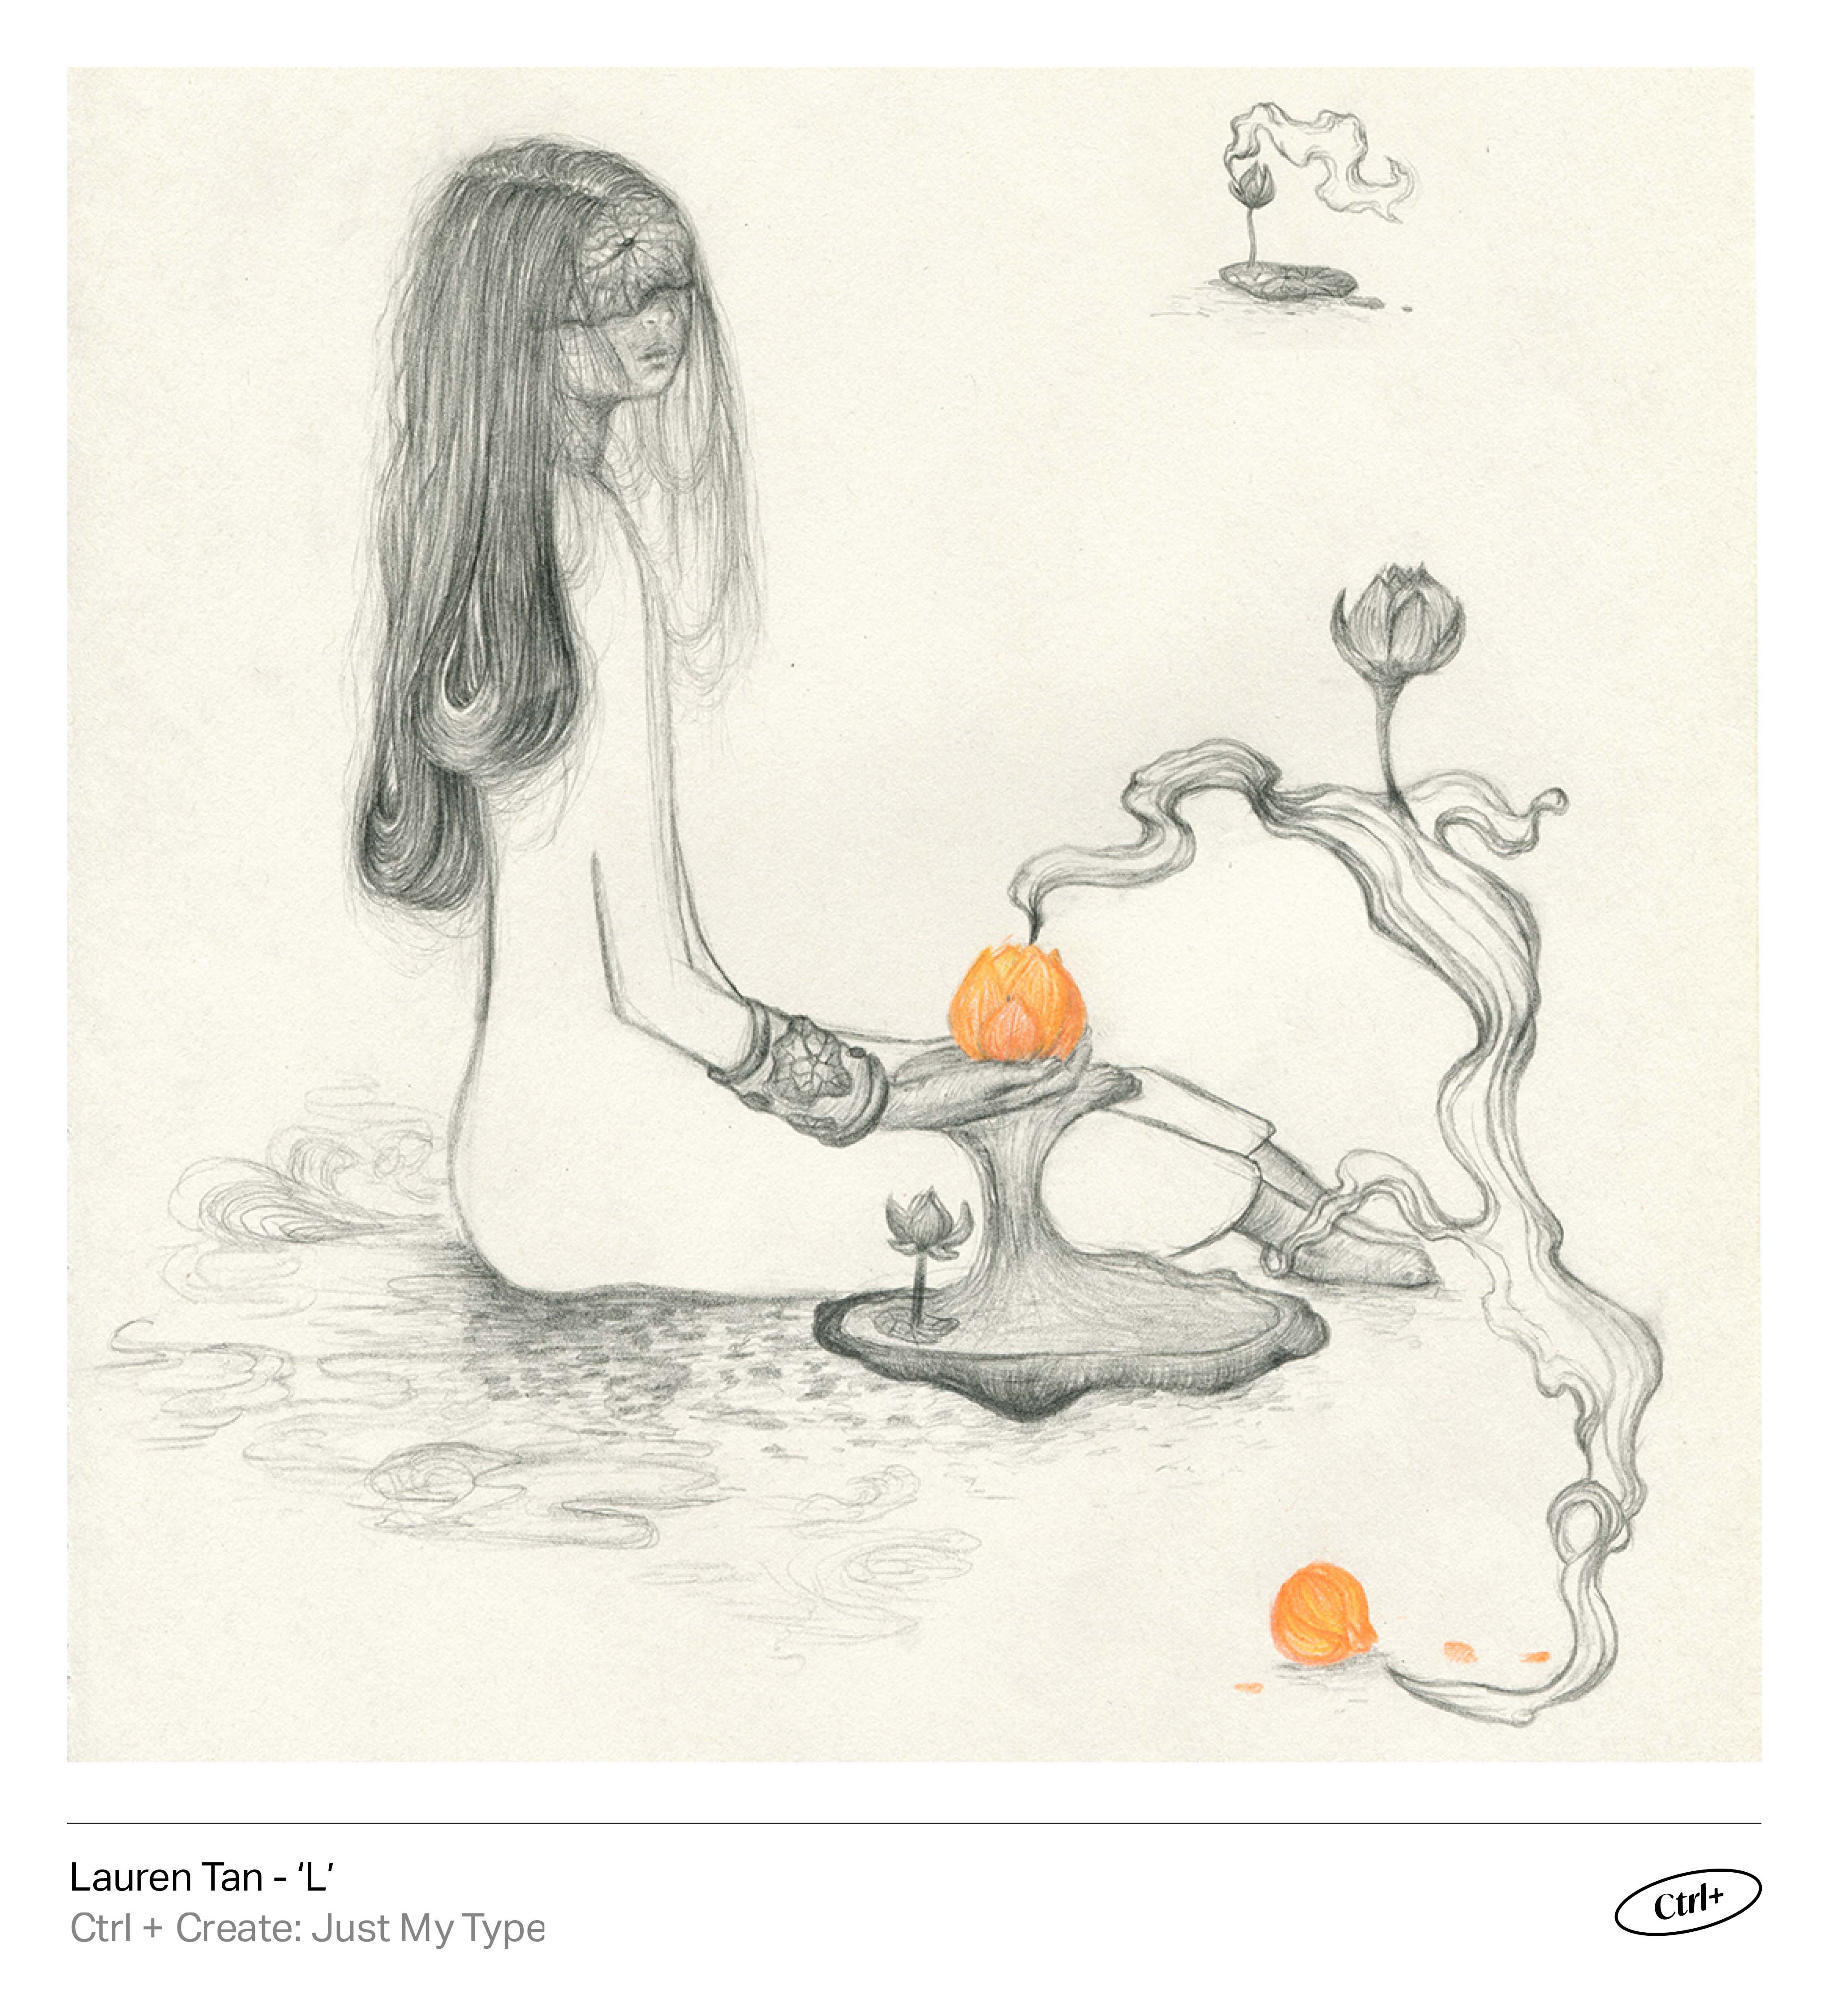 Lauren Tan - ‘L’
Ctrl + Create: Just My Type
Ctrl+